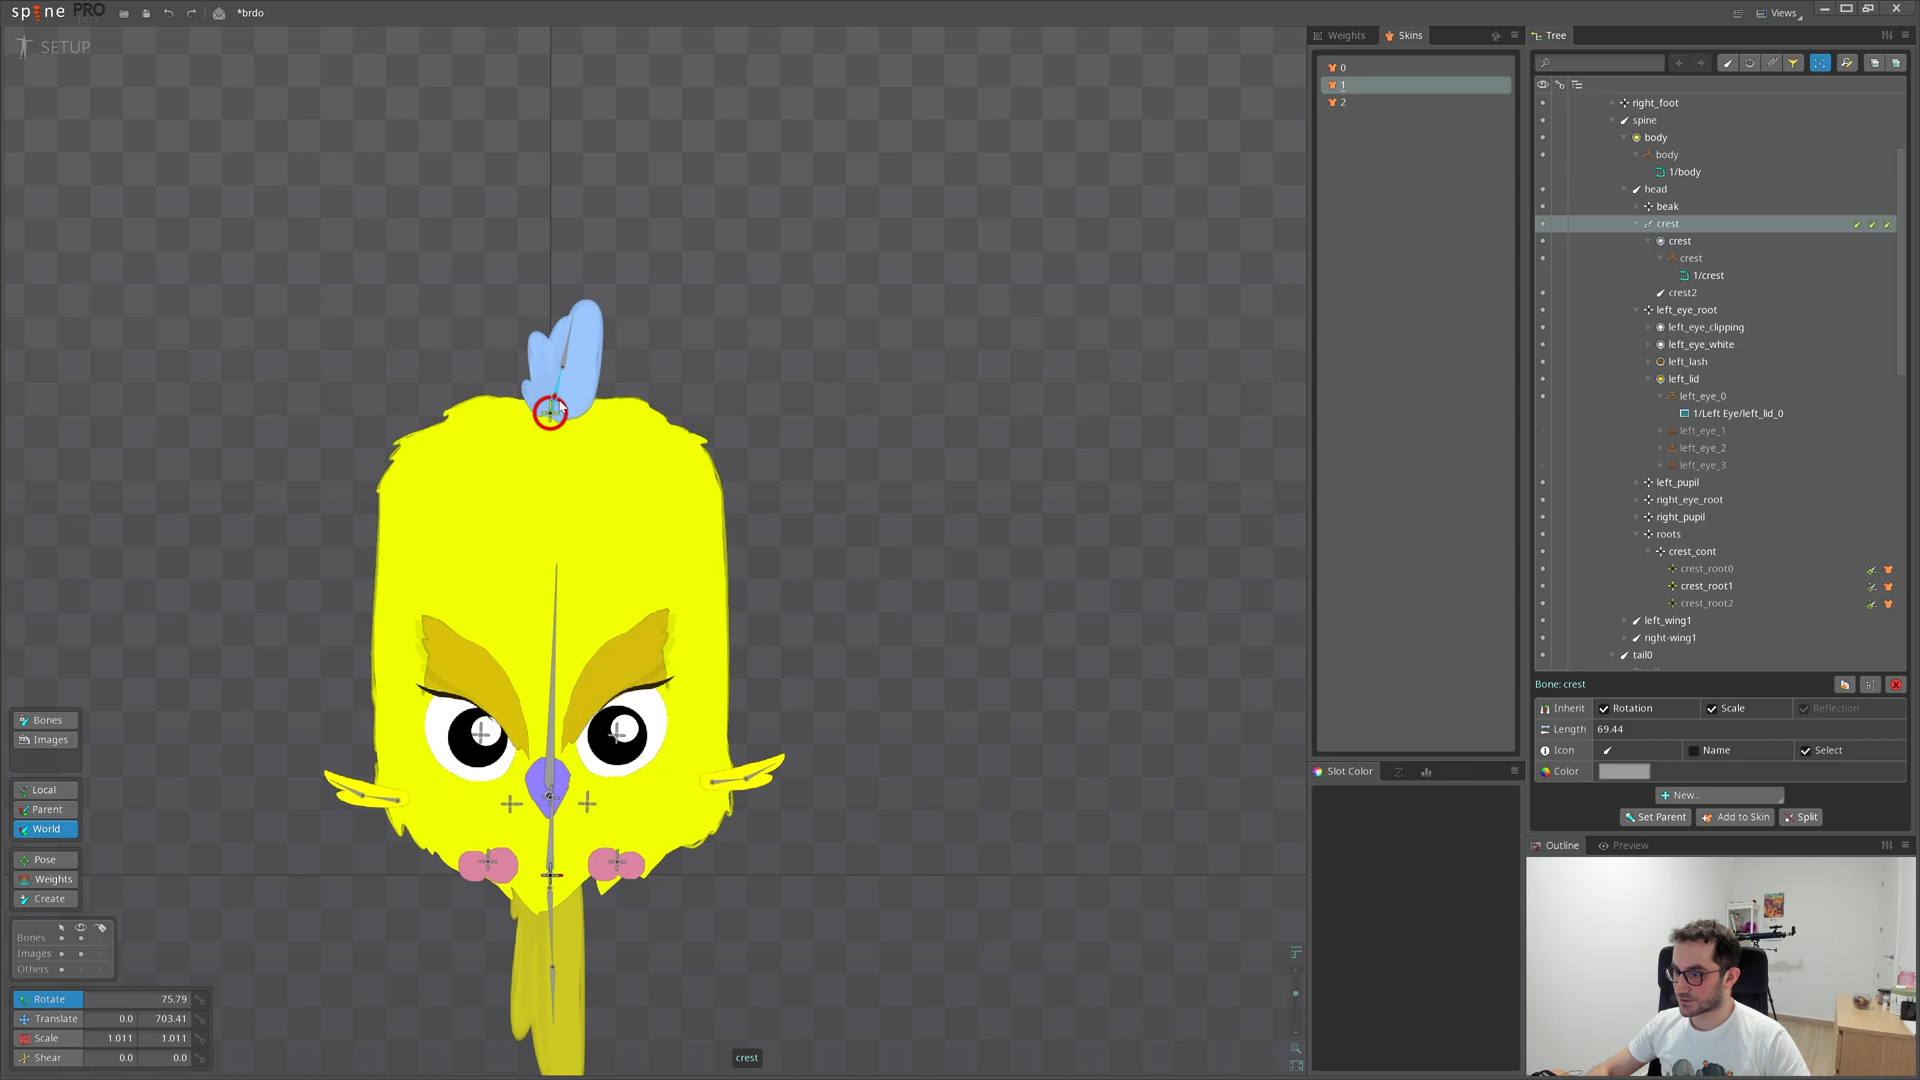 spine PRO
beta
*brdo
Views
SETUP
Weights
Skins
Tree
0
1
2
right_foot
spine
body
body
1/body
head
beak
crest
crest
crest
1/crest
crest2
left_eye_root
left_eye_clipping
left_eye_white
left_lash
left_lid
left_eye_0
1/Left Eye/left_lid_0
left_eye_1
left_eye_2
left_eye_3
left_pupil
right_eye_root
right_pupil
roots
crest_cont
crest_root0
crest_root1
crest_root2
left_wing1
right-wing1
tail0
Bone: crest
Inherit Rotation Scale Reflection
Length 69.44
Icon Name Select
Color
New...
Set Parent Add to Skin Split
Slot Color
Outline Preview
Bones
Images
Local
Parent
World
Pose
Weights
Create
Bones
Images
Others
Rotate 75.79
Translate 0.0 703.41
Scale 1.011 1.011
Shear 0.0 0.0
crest